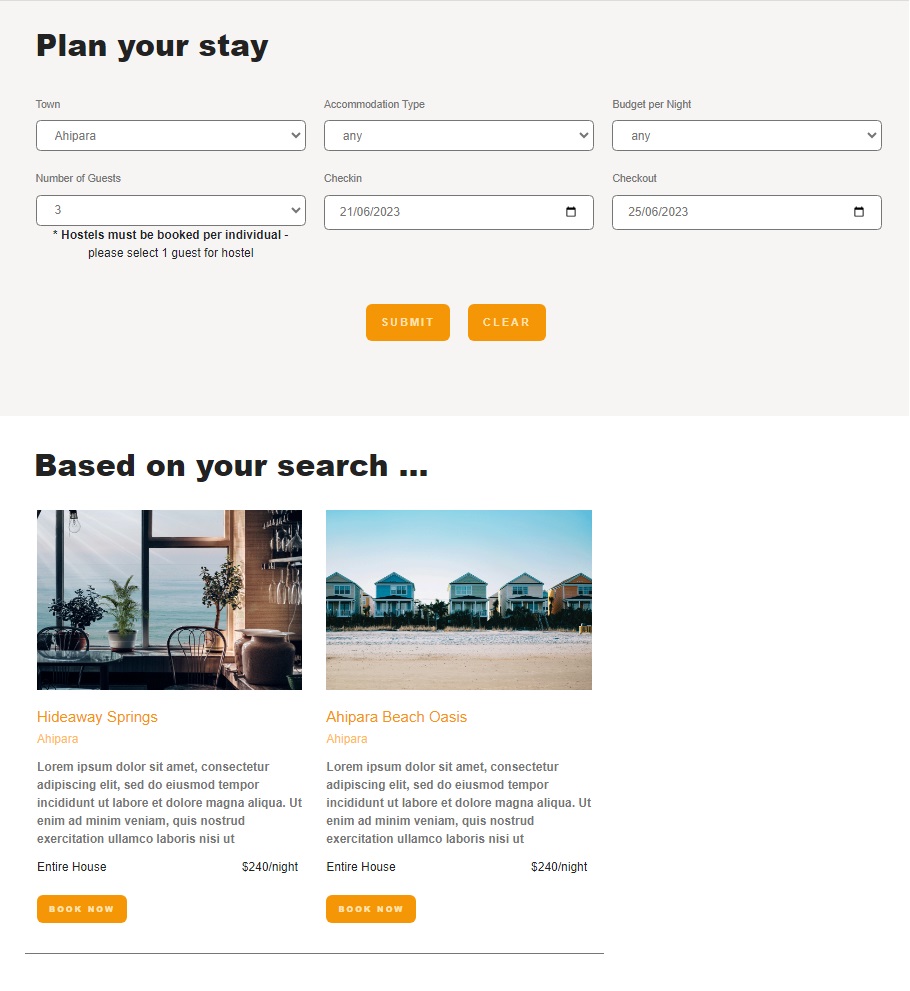 Plan your stay
Town
Accommodation Type
Budget per Night
Ahipara
any
any
Number of Guests
Checkin
Checkout
3
21/06/2023
25/06/2023
* Hostels must be booked per individual -
please select 1 guest for hostel
SUBMIT
CLEAR
Based on your search ...
Hideaway Springs
Ahipara
Lorem ipsum dolor sit amet, consectetur
adipiscing elit, sed do eiusmod tempor
incididunt ut labore et dolore magna aliqua. Ut
enim ad minim veniam, quis nostrud
exercitation ullamco laboris nisi ut
Entire House
$240/night
BOOK NOW
Ahipara Beach Oasis
Ahipara
Lorem ipsum dolor sit amet, consectetur
adipiscing elit, sed do eiusmod tempor
incididunt ut labore et dolore magna aliqua. Ut
enim ad minim veniam, quis nostrud
exercitation ullamco laboris nisi ut
Entire House
$240/night
BOOK NOW